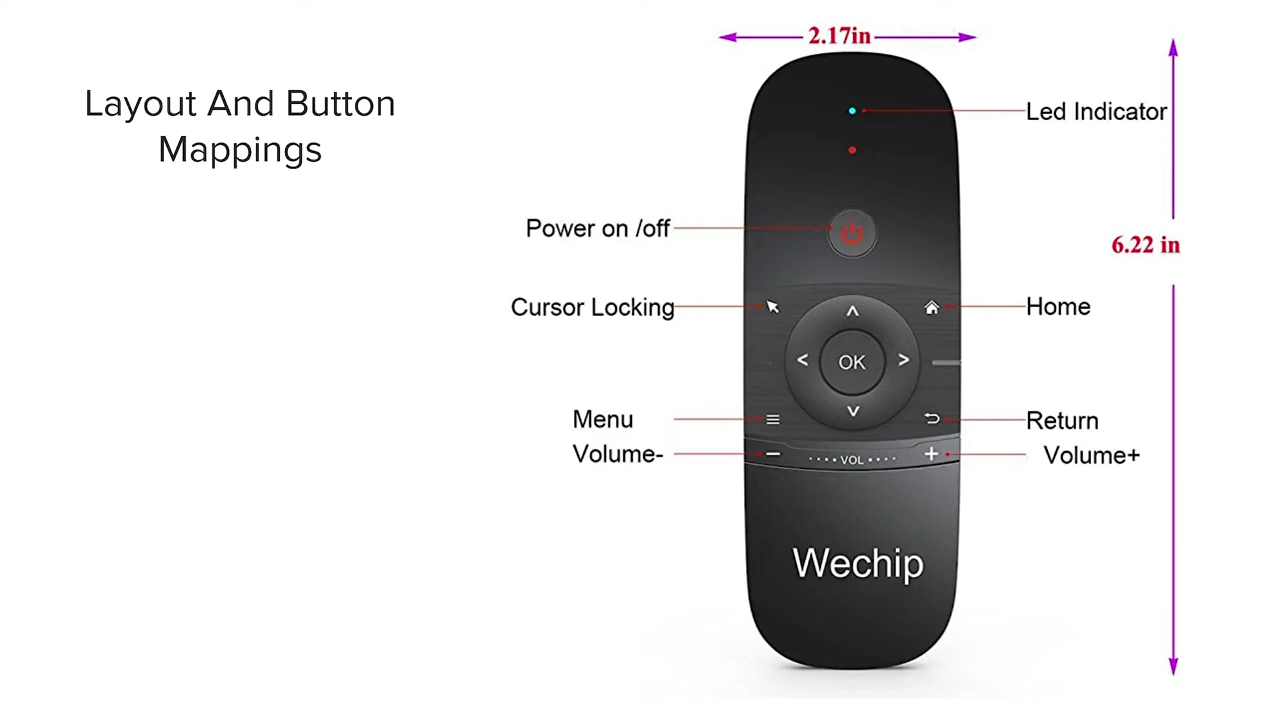 2.17in
Layout And Button
Mappings
Led Indicator
Power on /off
6.22 in
Cursor Locking
Home
OK
Menu
Return
Volume-
VOL
Volume+
Wechip